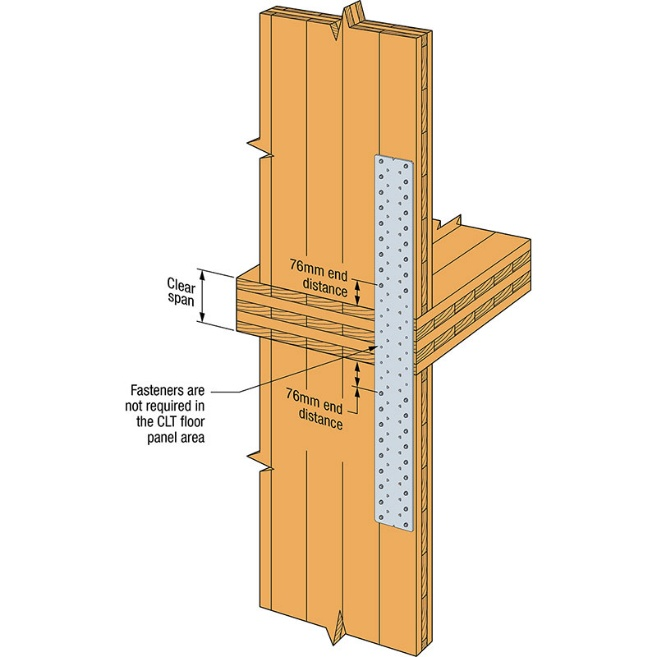 76mm end
distance
Clear
span
Fasteners are
not required in
the CLT floor
panel area
76mm end
distance